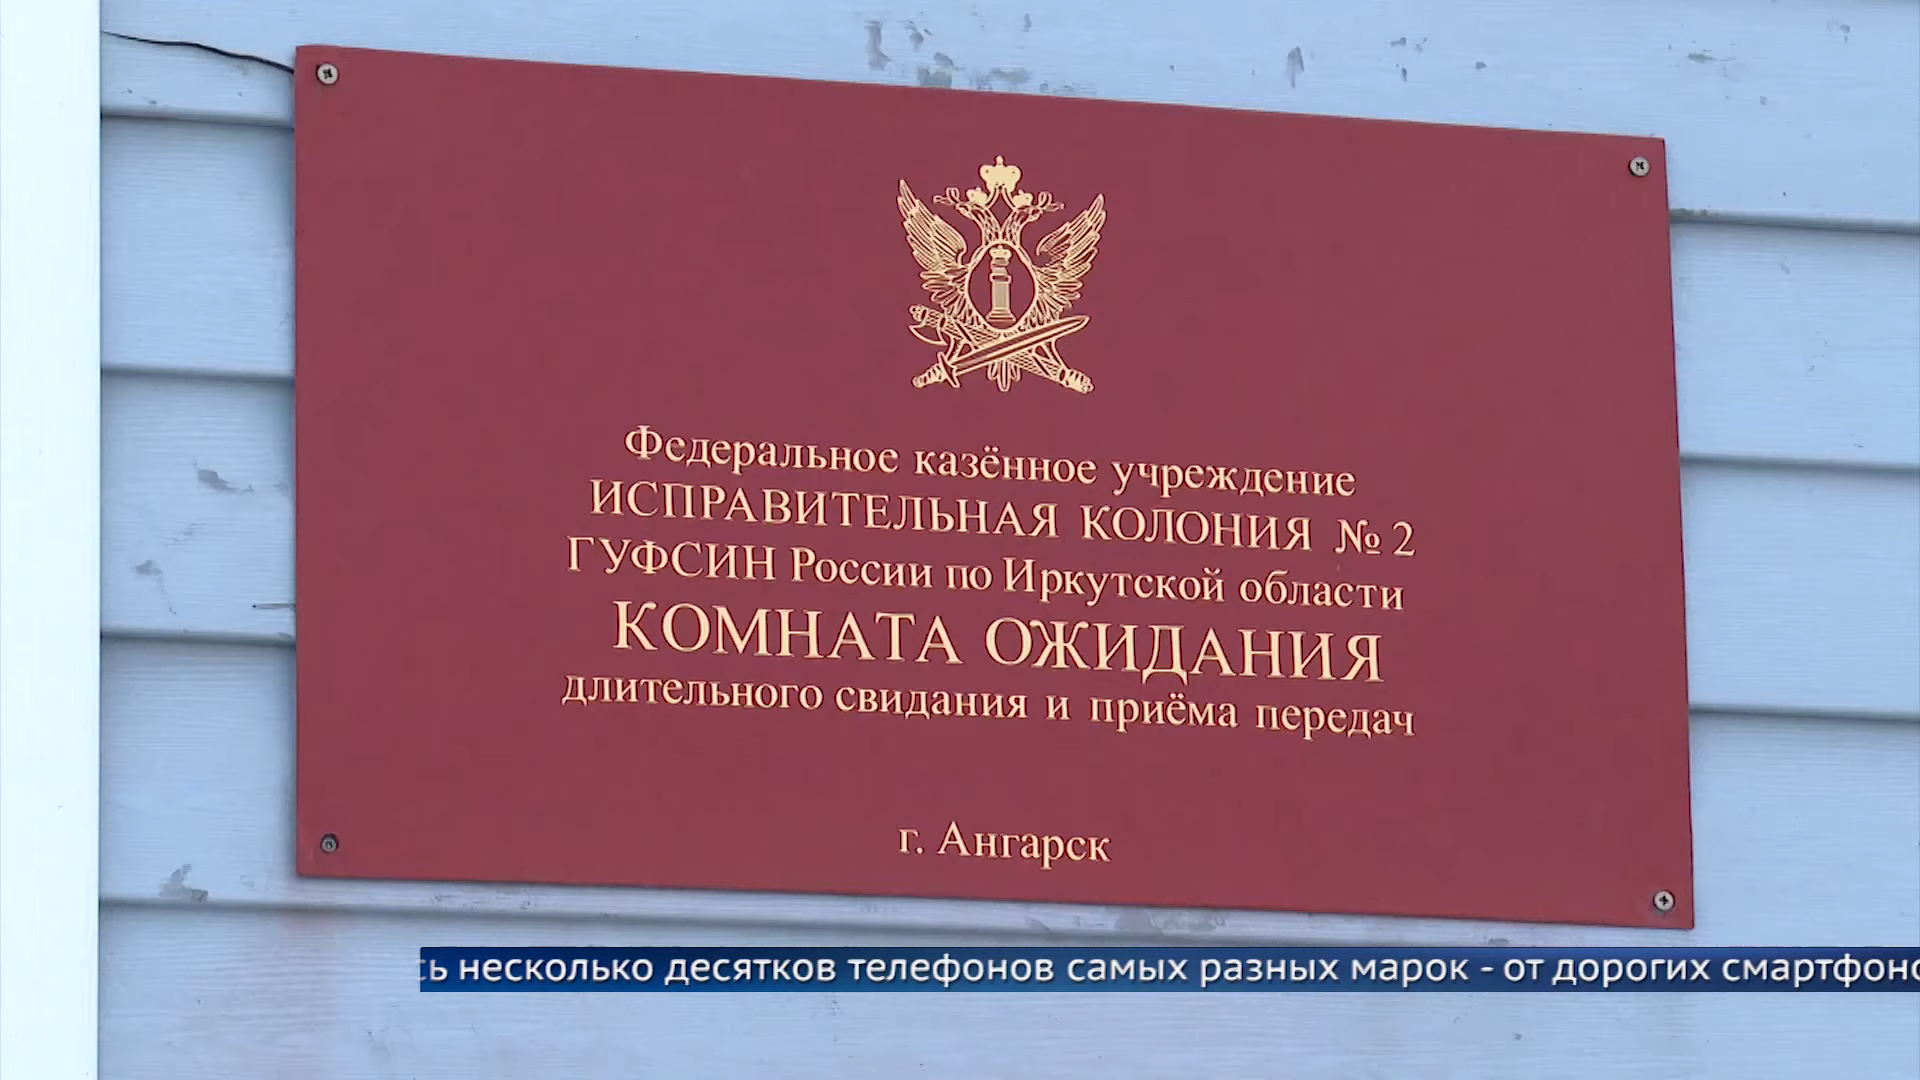 Федеральное казённое учреждение
ИСПРАВИТЕЛЬНАЯ КОЛОНИЯ № 2
ГУФСИН России по Иркутской области
КОМНАТА ОЖИДАНИЯ
длительного свидания и приёма передач
г. Ангарск
несколько десятков телефонов самых разных марок - от дорогих